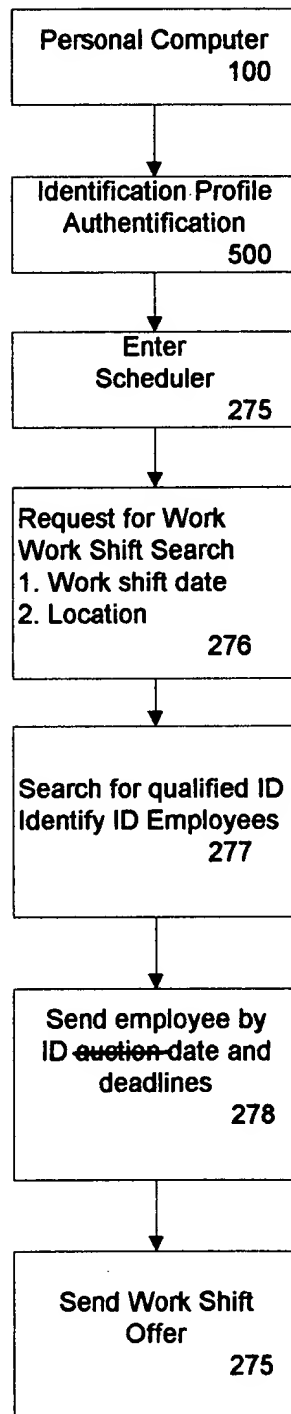 Personal Computer
100
Identification Profile
Authentification
500
Enter
Scheduler
275
Request for Work
Work Shift Search
1. Work shift date
2. Location
276
Search for qualified ID
Identify ID Employees
277
Send employee by
ID auction date and
deadlines
278
Send Work Shift
Offer
275